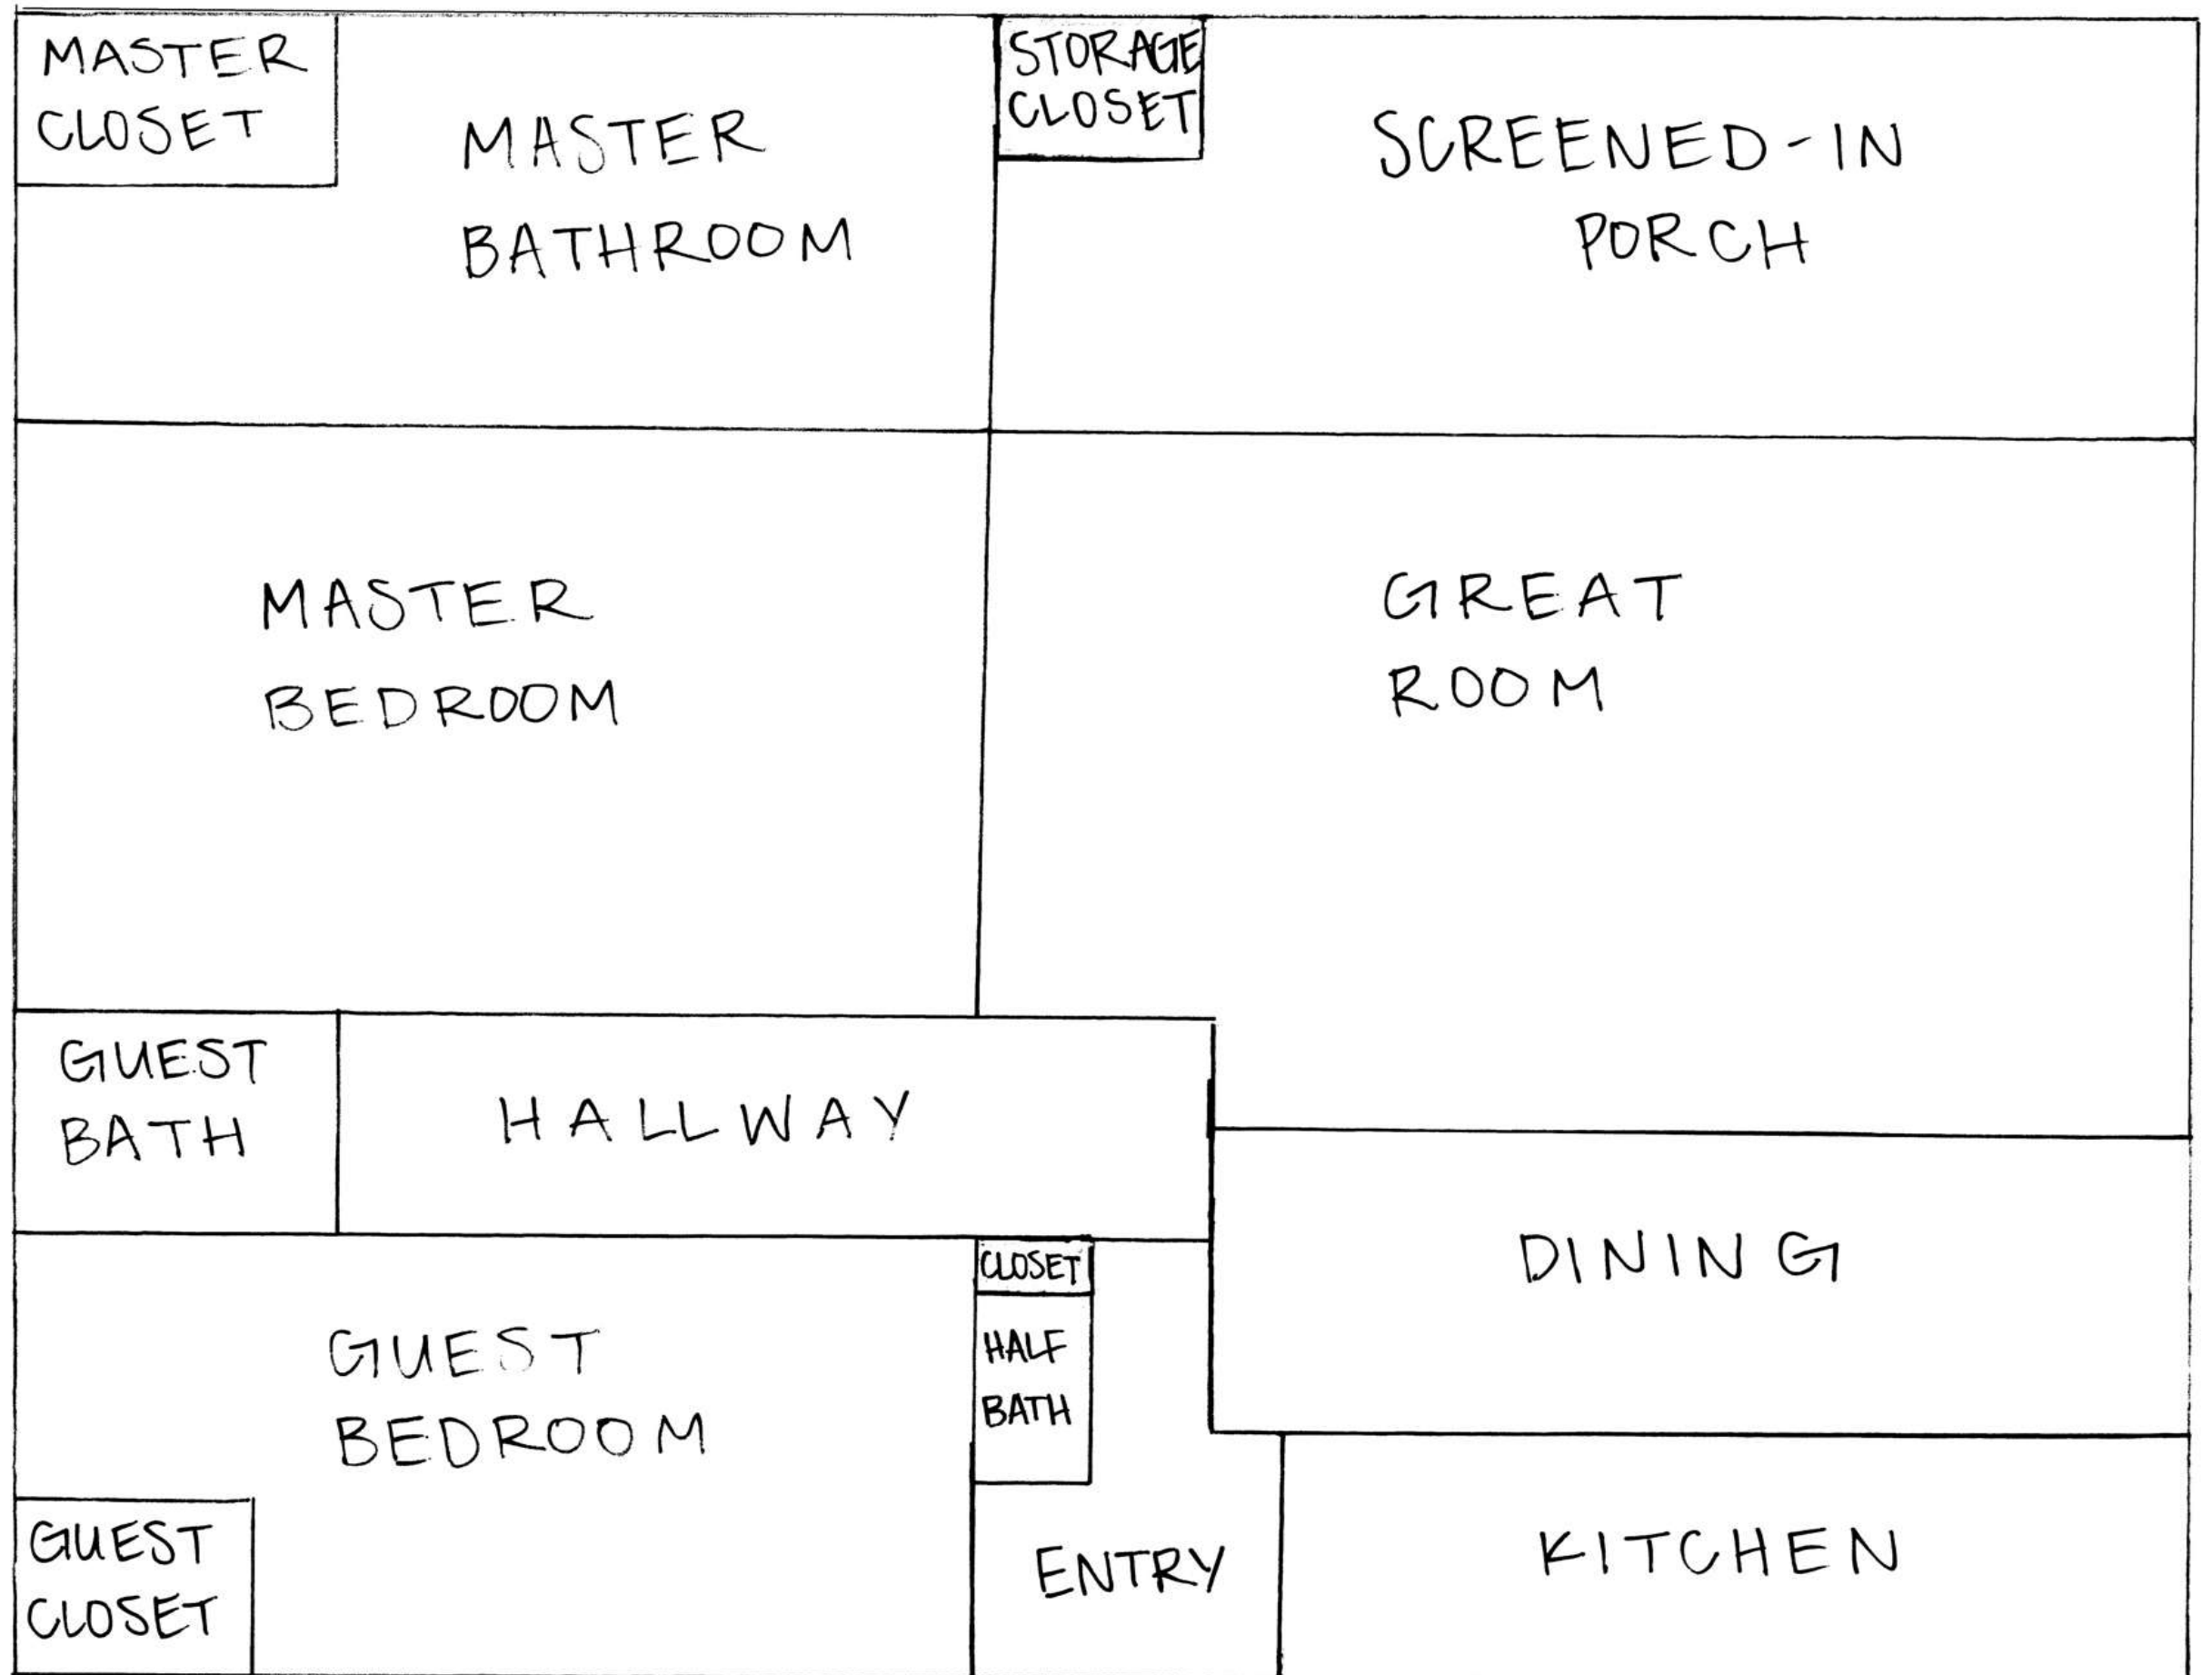 MASTER
CLOSET
MASTER
BATHROOM
STORAGE
CLOSET
SCREENED-IN
PORCH
MASTER
BEDROOM
GREAT
ROOM
GUEST
BATH
HALLWAY
DINING
CLOSET
HALF
BATH
GUEST
BEDROOM
GUEST
CLOSET
ENTRY
KITCHEN